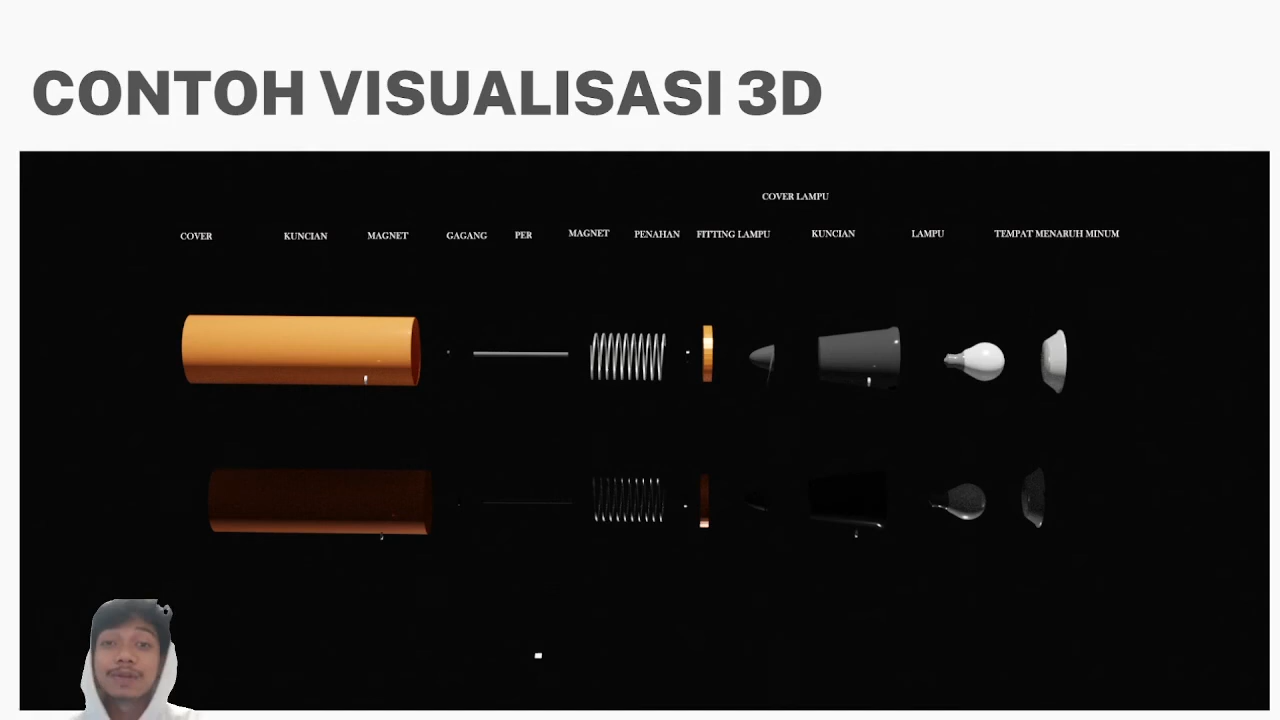 CONTOH VISUALISASI 3D
COVER LAMPU
COVER KUNCIAN MAGNET GAGANG PER MAGNET PENAHAN FITTING LAMPU KUNCIAN LAMPU TEMPAT MENARUH MINUM